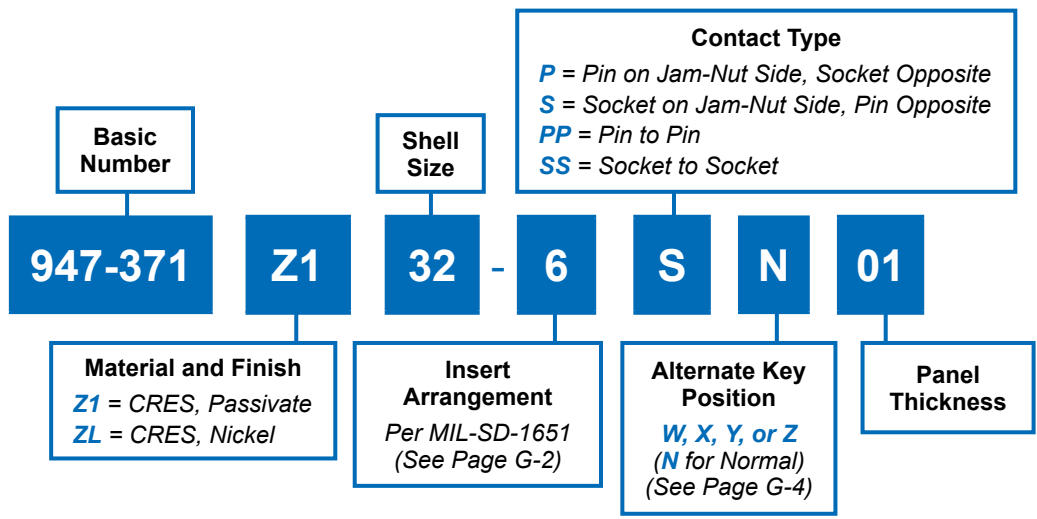 Contact Type
P = Pin on Jam-Nut Side, Socket Opposite
S = Socket on Jam-Nut Side, Pin Opposite
PP = Pin to Pin
SS = Socket to Socket
Basic
Number
Shell
Size
947-371 Z1 32 - 6 S N 01
Material and Finish
Z1 = CRES, Passivate
ZL = CRES, Nickel
Insert
Arrangement
Per MIL-SD-1651
(See Page G-2)
Alternate Key
Position
W, X, Y, or Z
(N for Normal)
(See Page G-4)
Panel
Thickness